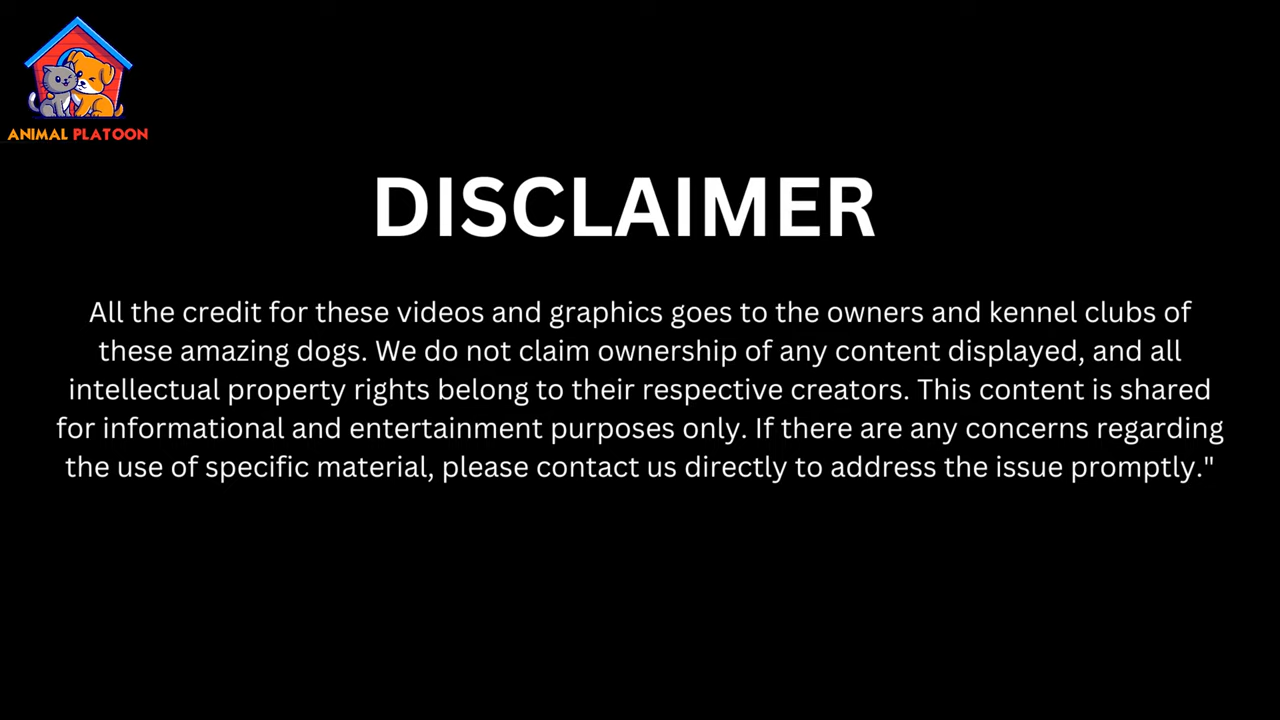 ANIMAL PLATOON
DISCLAIMER
All the credit for these videos and graphics goes to the owners and kennel clubs of
these amazing dogs. We do not claim ownership of any content displayed, and all
intellectual property rights belong to their respective creators. This content is shared
for informational and entertainment purposes only. If there are any concerns regarding
the use of specific material, please contact us directly to address the issue promptly."